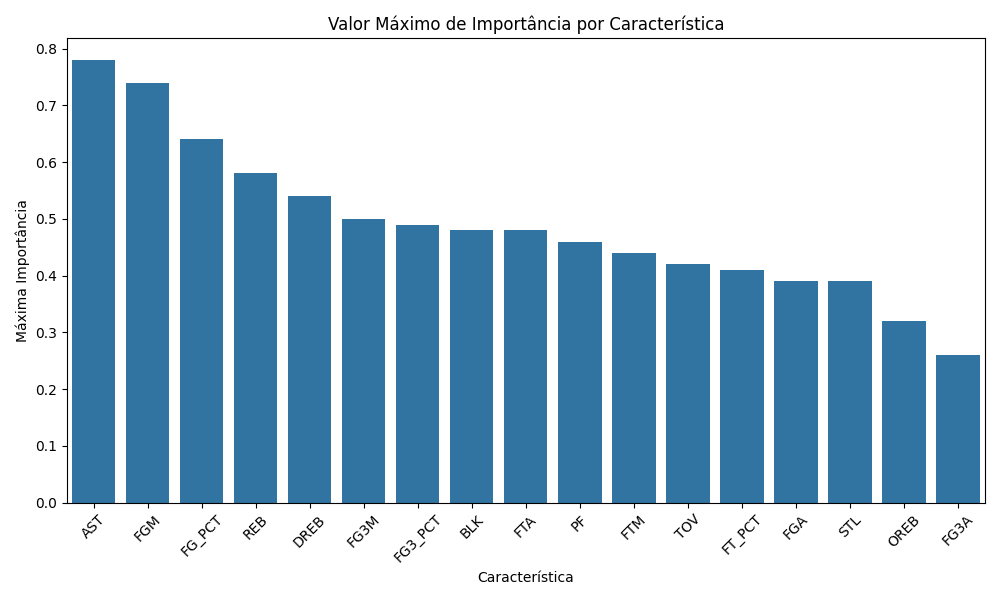 Valor Máximo de Importância por Característica
Máxima Importância
0.8
0.7
0.6
0.5
0.4
0.3
0.2
0.1
0.0
AST
FGM
FG_PCT
REB
DREB
FG3M
FG3_PCT
BLK
FTA
PF
FTM
TOV
FT_PCT
FGA
STL
OREB
FG3A
Característica